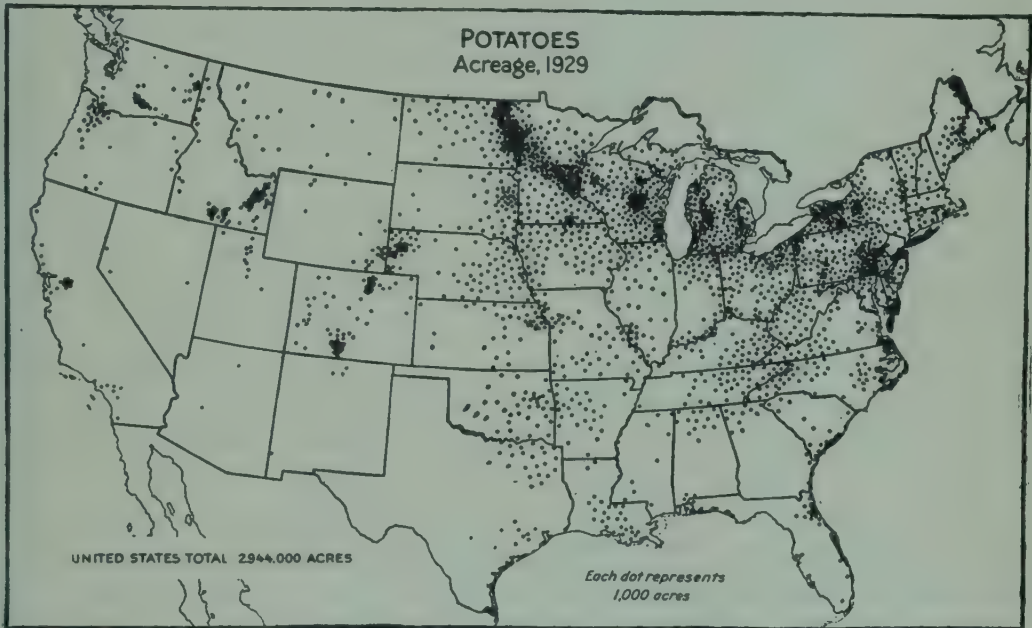 POTATOES
Acreage, 1929
UNITED STATES TOTAL 2,944,000 ACRES
Each dot represents
1,000 acres